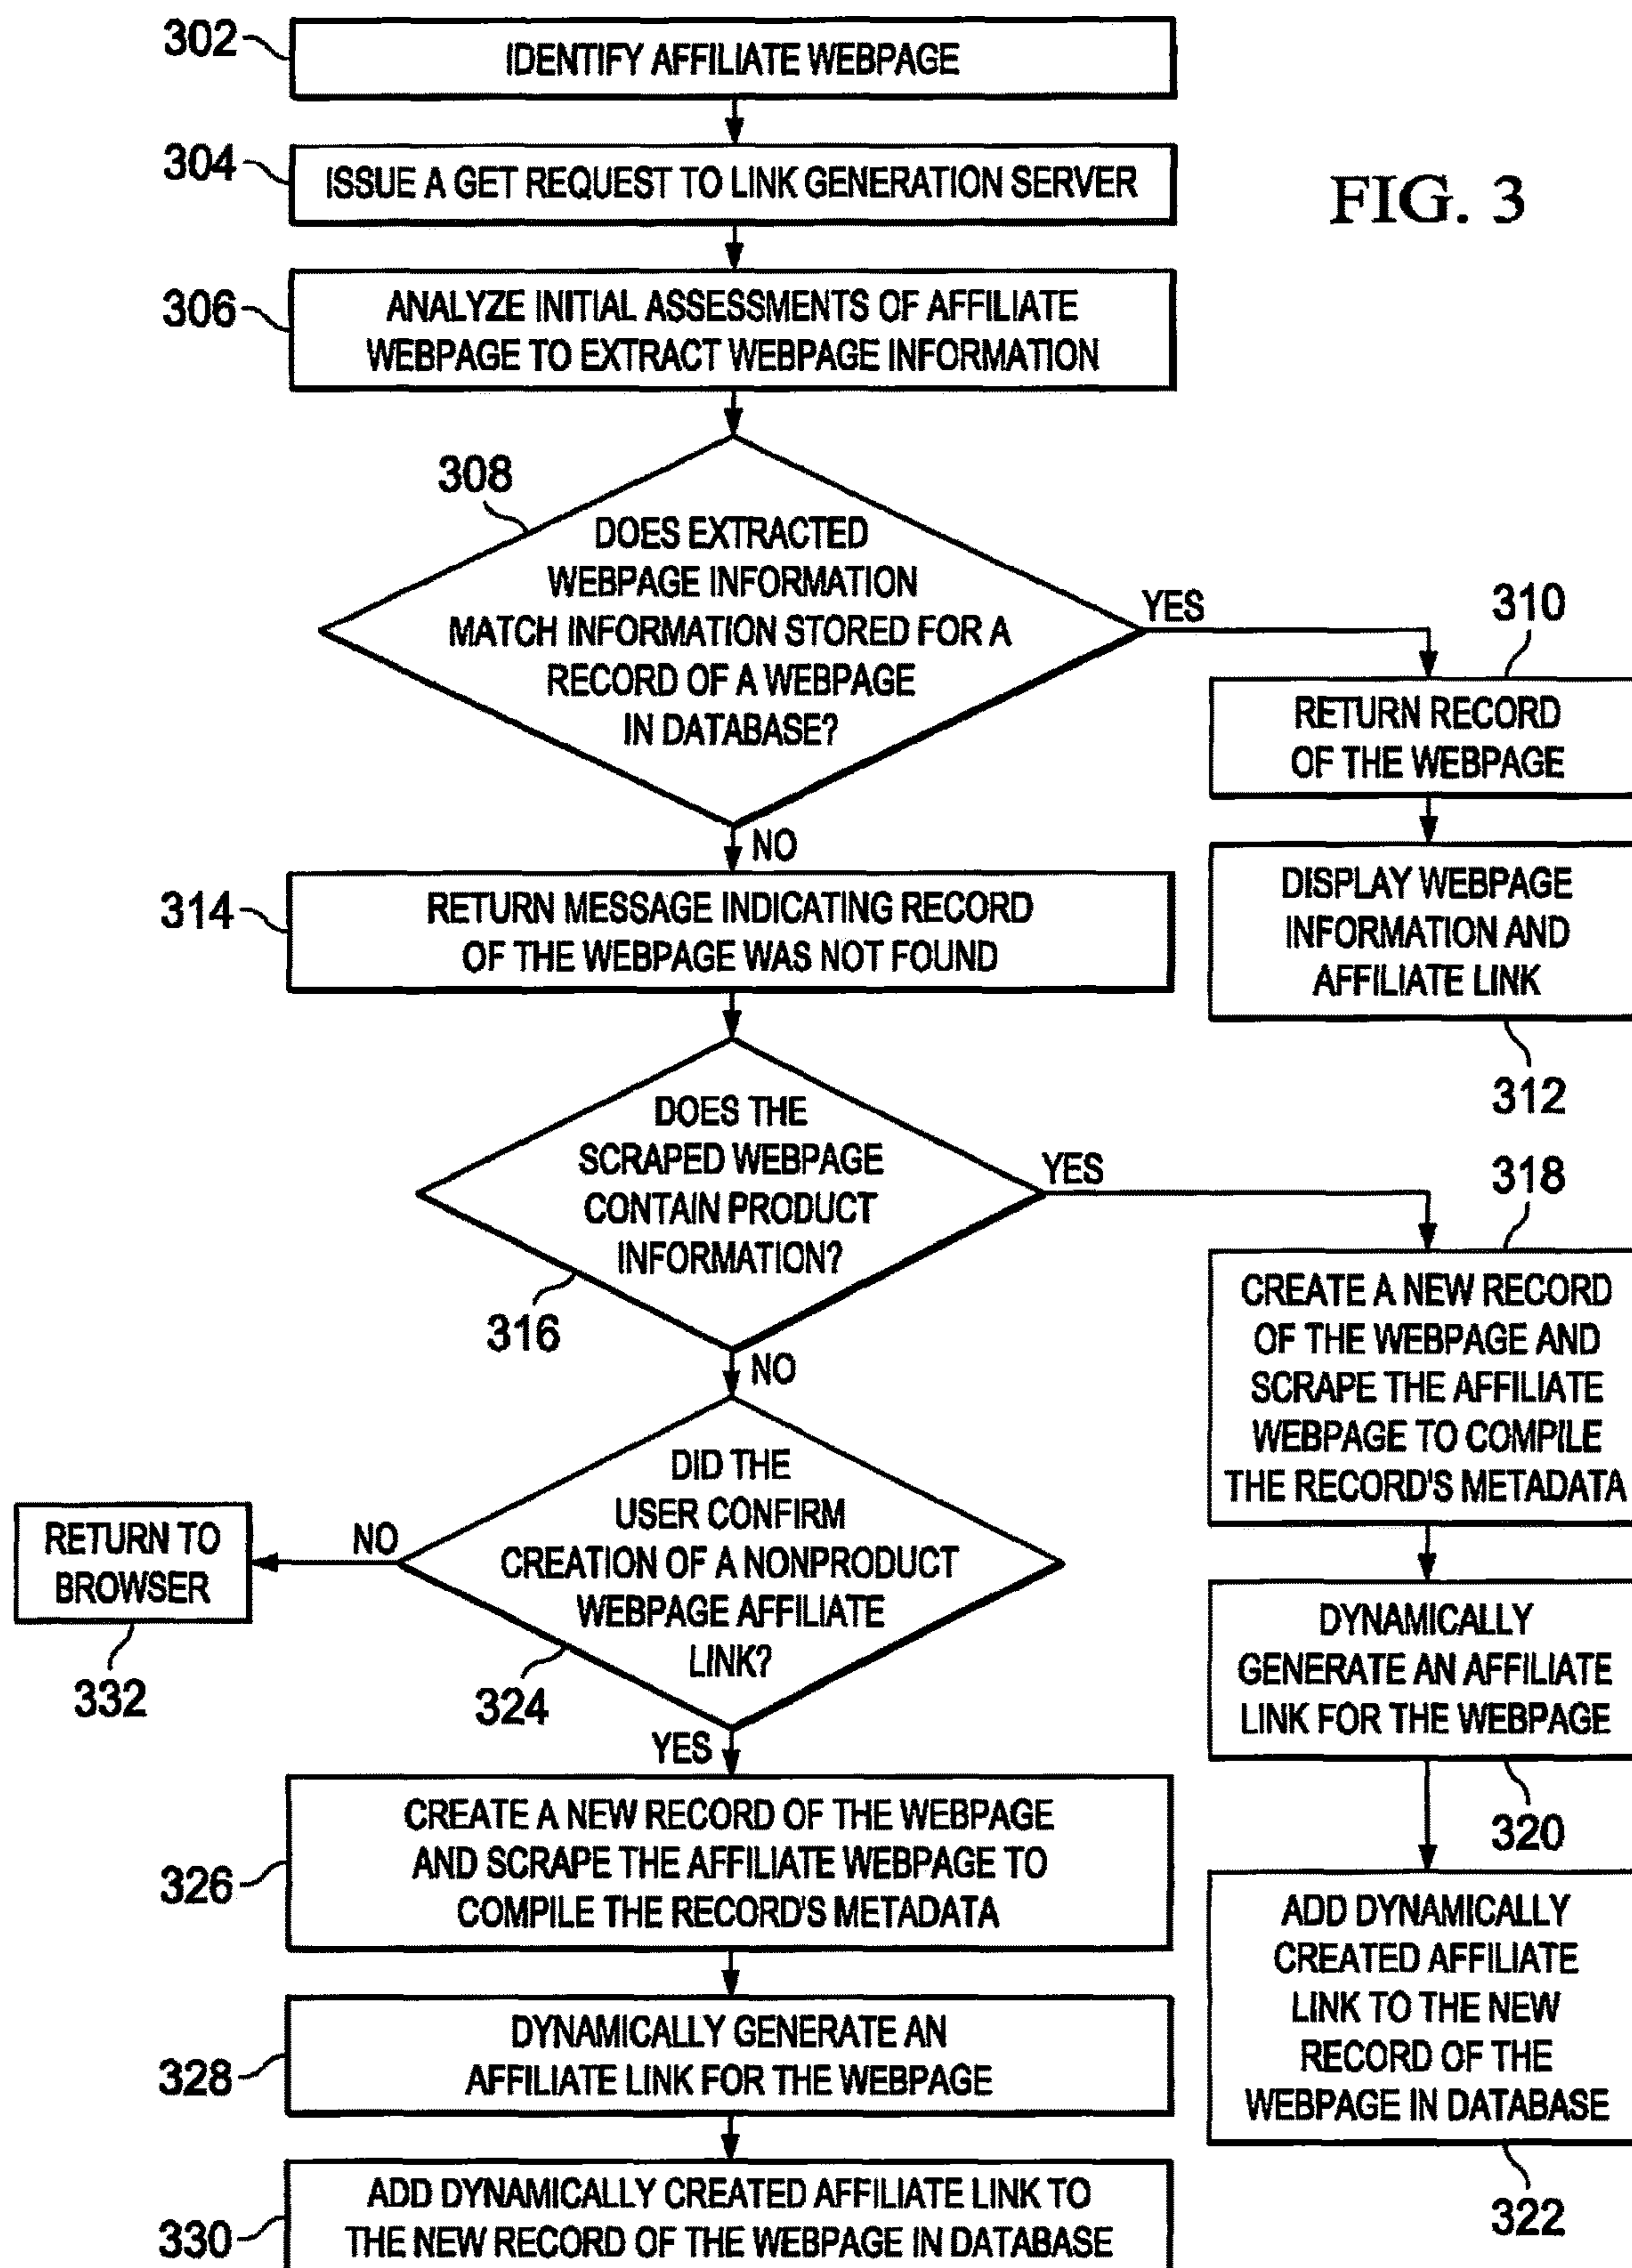 302
IDENTIFY AFFILIATE WEBPAGE
304
ISSUE A GET REQUEST TO LINK GENERATION SERVER
FIG. 3
306
ANALYZE INITIAL ASSESSMENTS OF AFFILIATE
WEBPAGE TO EXTRACT WEBPAGE INFORMATION
308
DOES EXTRACTED
WEBPAGE INFORMATION
MATCH INFORMATION STORED FOR A
RECORD OF A WEBPAGE
IN DATABASE?
YES
310
RETURN RECORD
OF THE WEBPAGE
DISPLAY WEBPAGE
INFORMATION AND
AFFILIATE LINK
312
NO
314
RETURN MESSAGE INDICATING RECORD
OF THE WEBPAGE WAS NOT FOUND
DOES THE
SCRAPED WEBPAGE
CONTAIN PRODUCT
INFORMATION?
316
YES
318
CREATE A NEW RECORD
OF THE WEBPAGE AND
SCRAPE THE AFFILIATE
WEBPAGE TO COMPILE
THE RECORD'S METADATA
DYNAMICALLY
GENERATE AN AFFILIATE
LINK FOR THE WEBPAGE
320
ADD DYNAMICALLY
CREATED AFFILIATE
LINK TO THE NEW
RECORD OF THE
WEBPAGE IN DATABASE
322
NO
DID THE
USER CONFIRM
CREATION OF A NONPRODUCT
WEBPAGE AFFILIATE
LINK?
324
NO
RETURN TO
BROWSER
332
YES
326
CREATE A NEW RECORD OF THE WEBPAGE
AND SCRAPE THE AFFILIATE WEBPAGE TO
COMPILE THE RECORD'S METADATA
328
DYNAMICALLY GENERATE AN
AFFILIATE LINK FOR THE WEBPAGE
330
ADD DYNAMICALLY CREATED AFFILIATE LINK TO
THE NEW RECORD OF THE WEBPAGE IN DATABASE